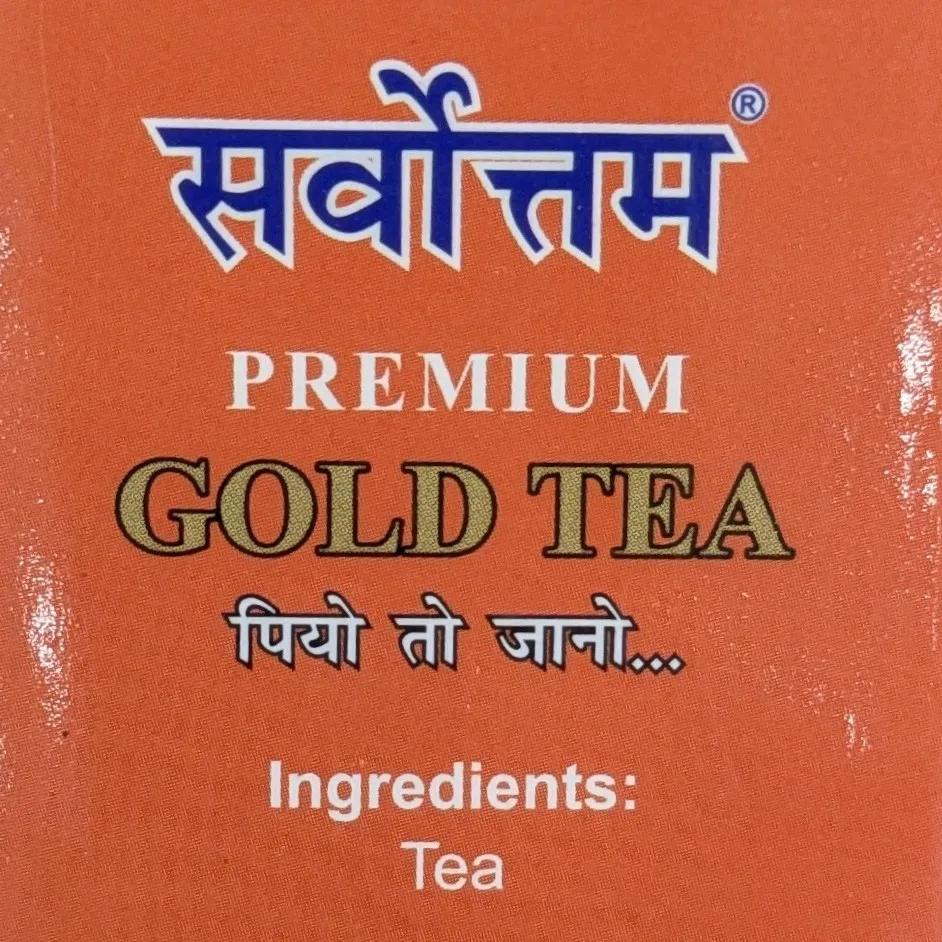 सर्वोत्तम ®
PREMIUM
GOLD TEA
पियो तो जानो...
Ingredients:
Tea